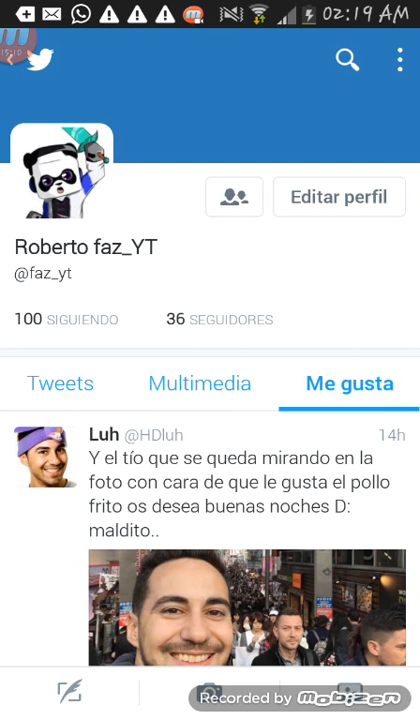 02:19 AM
15:10
Editar perfil
Roberto faz_YT
@faz_yt
100 SIGUIENDO 36 SEGUIDORES
Tweets Multimedia Me gusta
Luh @HDluh 14h
Y el tío que se queda mirando en la
foto con cara de que le gusta el pollo
frito os desea buenas noches D:
maldito..
Recorded by mobizen